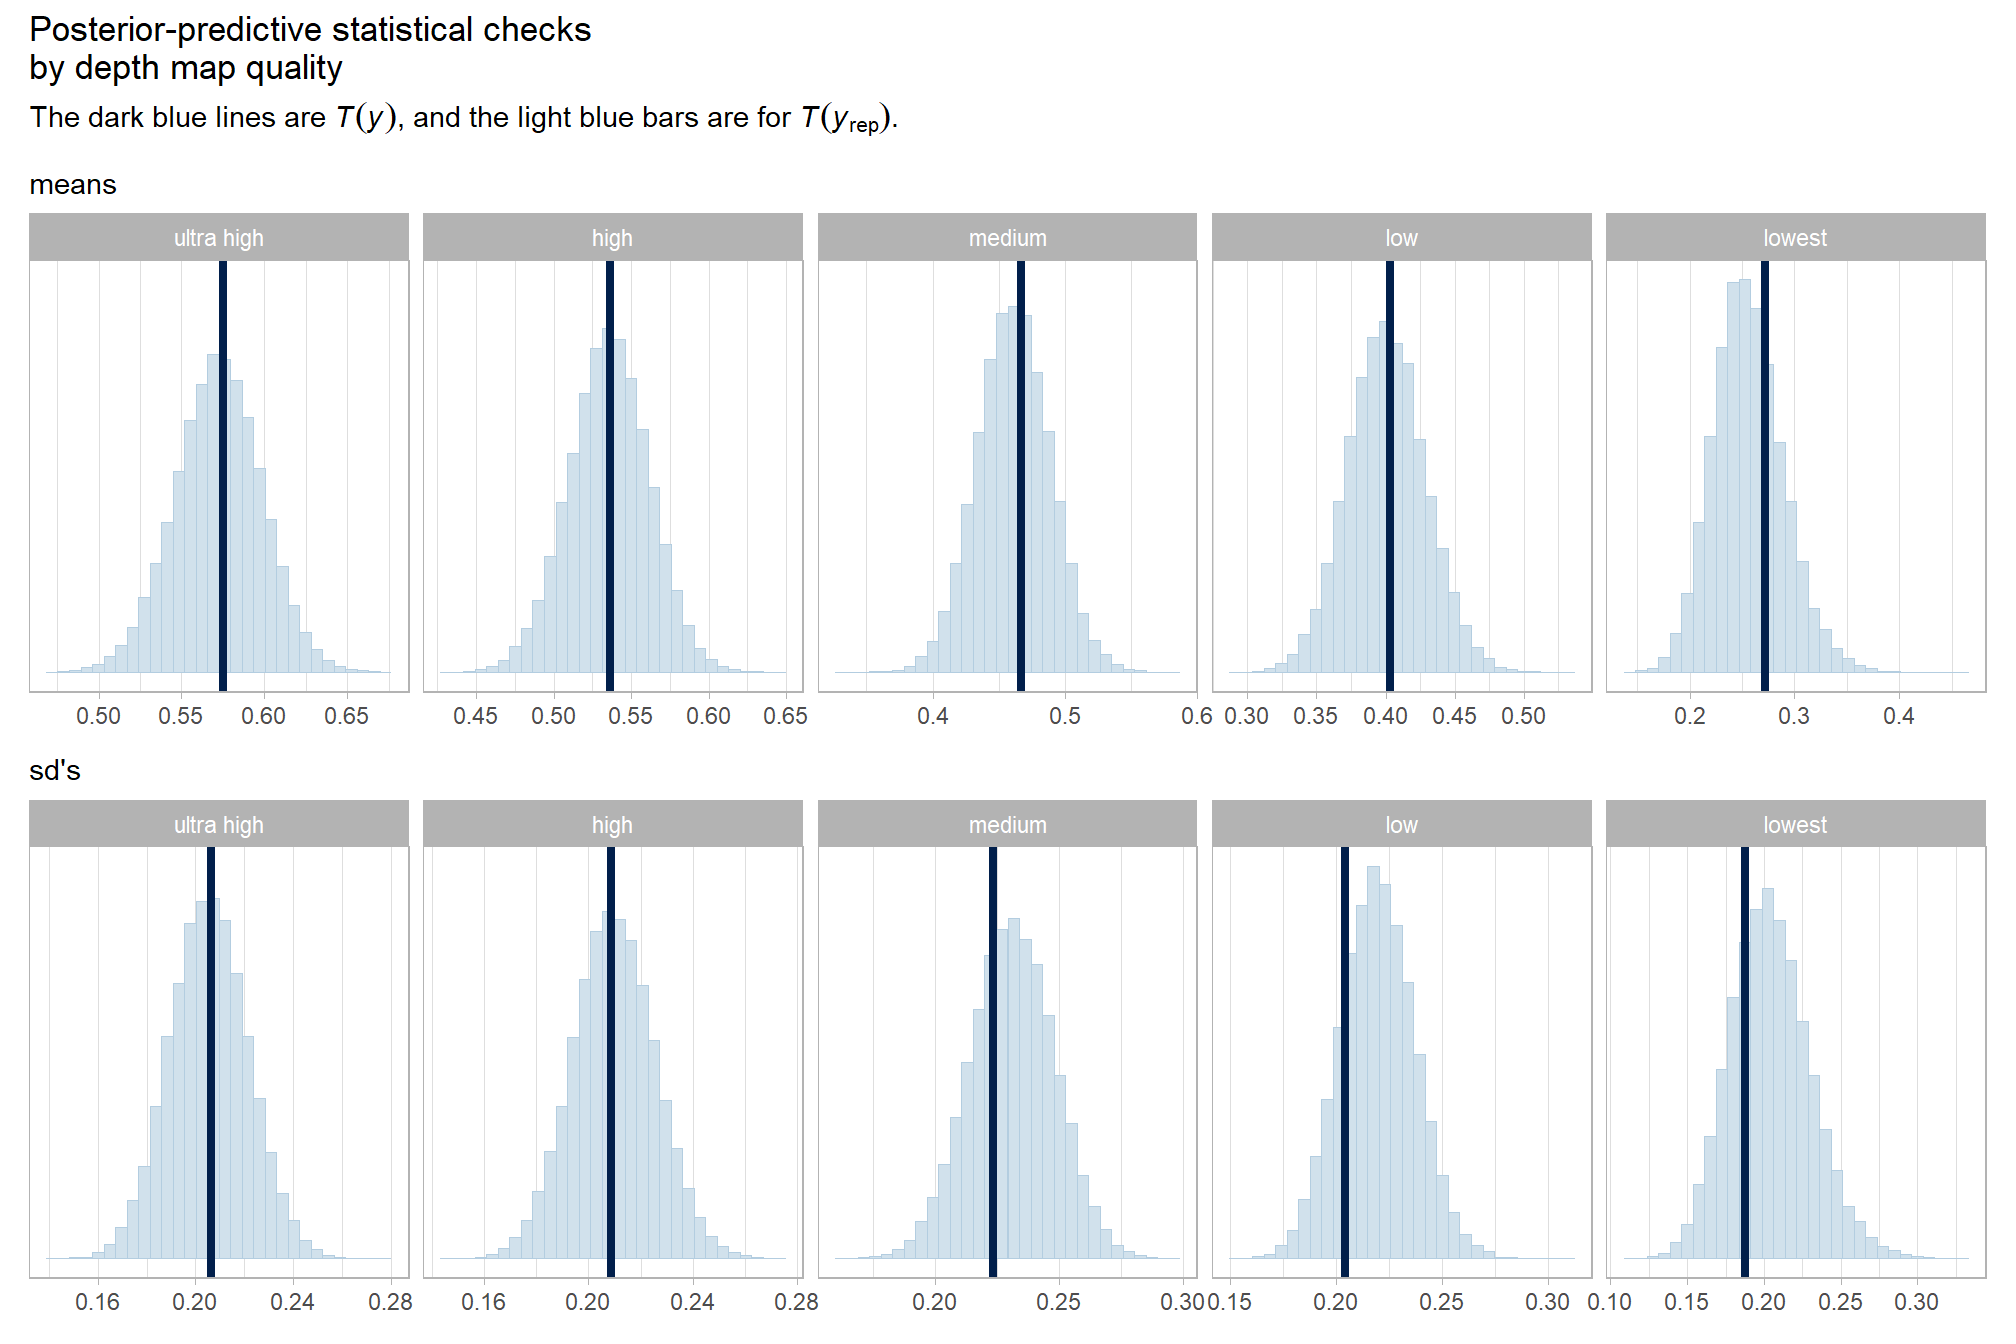 Posterior-predictive statistical checks
by depth map quality
The dark blue lines are T(y), and the light blue bars are for T(y_rep).
means
ultra high high medium low lowest
0.50 0.55 0.60 0.65 0.45 0.50 0.55 0.60 0.65 0.4 0.5 0.6 0.30 0.35 0.40 0.45 0.50 0.2 0.3 0.4
sd's
ultra high high medium low lowest
0.16 0.20 0.24 0.28 0.16 0.20 0.24 0.28 0.20 0.25 0.30 0.15 0.20 0.25 0.30 0.10 0.15 0.20 0.25 0.30